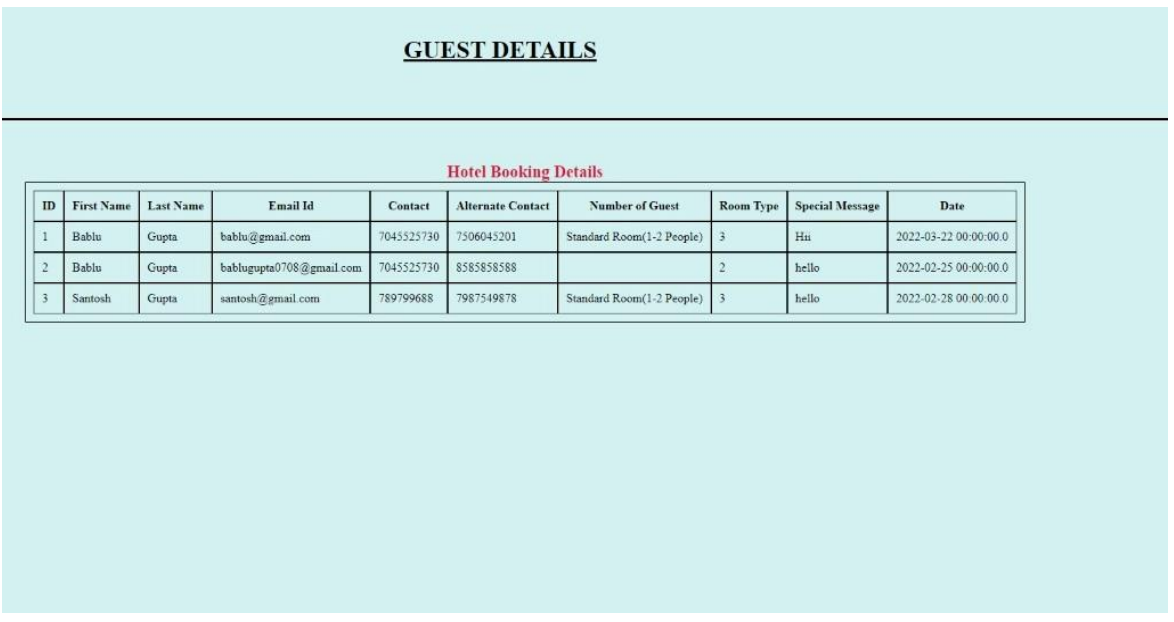 GUEST DETAILS
Hotel Booking Details
ID First Name Last Name Email Id Contact Alternate Contact Number of Guest Room Type Special Message Date
1 Bablu Gupta bablu@gmail.com 7045525730 7506045201 Standard Room(1-2 People) 3 Hii 2022-03-22 00:00:00.0
2 Bablu Gupta bablugupta0708@gmail.com 7045525730 8585858588 2 hello 2022-02-25 00:00:00.0
3 Santosh Gupta santosh@gmail.com 789799688 7987549878 Standard Room(1-2 People) 3 hello 2022-02-28 00:00:00.0